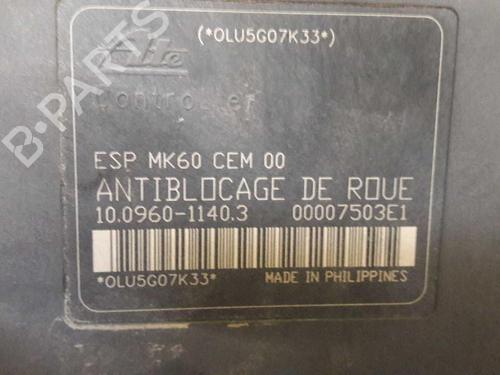 (*OLU5G07K33*)
Ate
Controller
ESP MK60 CEM 00
ANTIBLOCAGE DE ROUE
10.0960-1140.3 00007503E1
*OLU5G07K33*
MADE IN PHILIPPINES
B-PARTS